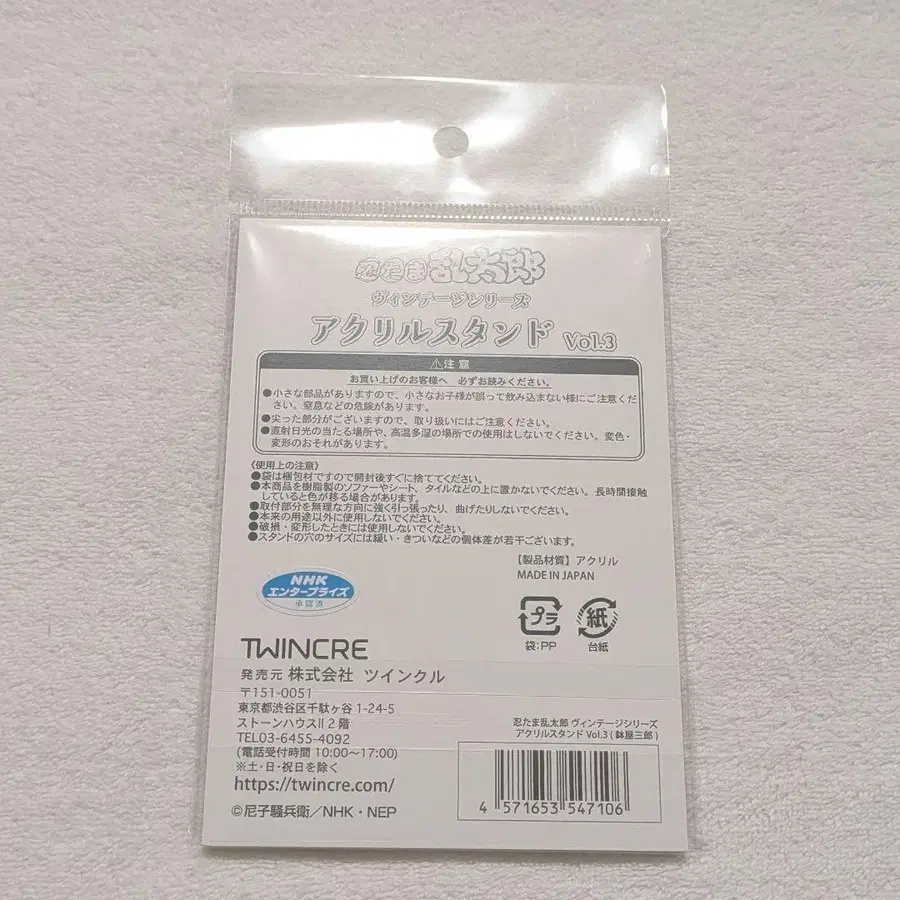 忍たま乱太郎
ヴィンテージシリーズ
アクリルスタンド Vol.3
⚠注意
お買い上げのお客様へ 必ずお読みください。
●小さな部品がありますので、小さなお子様が誤って飲み込まない様にご注意くだ
さい。窒息などの危険があります。
●尖った部分がございますので、取り扱いにはご注意ください。
●直射日光の当たる場所や、高温多湿の場所での使用はしないでください。変色・
変形のおそれがあります。
《使用上の注意》
●袋は梱包材ですので開封後すぐに捨ててください。
●本商品を樹脂製のソファーやシート、タイルなどの上に置かないでください。長時間接触
していると色が移る場合があります。
●取付部分を無理な方向に強く引っ張ったり、曲げたりしないでください。
●本来の用途以外に使用しないでください。
●破損・変形したときには使用しないでください。
●スタンドの穴のサイズには緩い・きついなどの個体差が若干ございます。
【製品材質】アクリル
MADE IN JAPAN
NHK
エンタープライズ
承認済
プラ
袋:PP
紙
台紙
TWINCRE
発売元 株式会社 ツインクル
〒151-0051
東京都渋谷区千駄ヶ谷 1-24-5
ストーンハウスII 2階
TEL03-6455-4092
(電話受付時間 10:00〜17:00)
※土・日・祝日を除く
https://twincre.com/
©尼子騒兵衛/NHK・NEP
忍たま乱太郎 ヴィンテージシリーズ
アクリルスタンド Vol.3 ( 鉢屋三郎 )
4 571653 547106